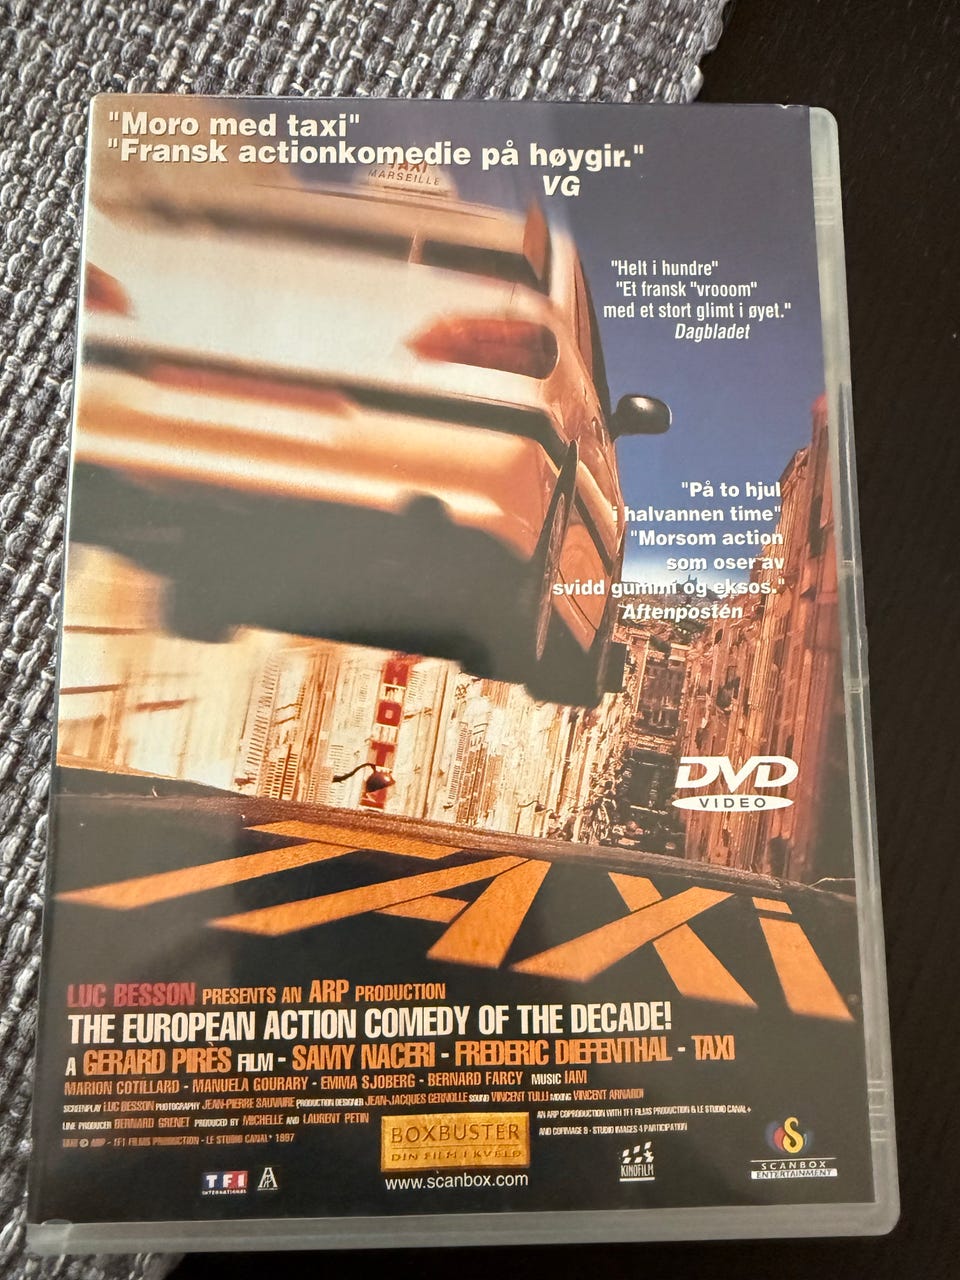 "Moro med taxi"
"Fransk actionkomedie på høygir."
VG
TAXI
MARSEILLE
"Helt i hundre"
"Et fransk "vrooom"
med et stort glimt i øyet."
Dagbladet
"På to hjul
i halvannen time"
"Morsom action
som oser av
svidd gummi og eksos."
Aftenposten
DVD
VIDEO
TAXi
LUC BESSON PRESENTS AN ARP PRODUCTION
THE EUROPEAN ACTION COMEDY OF THE DECADE!
A GERARD PIRÈS FILM - SAMY NACERI - FREDERIC DIEFENTHAL - TAXI
MARION COTILLARD - MANUELA GOURARY - EMMA SJOBERG - BERNARD FARCY MUSIC IAM
SCREENPLAY LUC BESSON PHOTOGRAPHY JEAN-PIERRE SAUVAIRE PRODUCTION DESIGNER JEAN-JACQUES GERNOLLE SOUND VINCENT TULLI MIXING VINCENT ARNARDI
LINE PRODUCER BERNARD GRENET PRODUCED BY MICHELLE AND LAURENT PETIN
AN ARP COPRODUCTION WITH TF1 FILMS PRODUCTION & LE STUDIO CANAL+
AND COFIMAGE 9 - STUDIO IMAGES 4 PARTICIPATION
© ARP - TF1 FILMS PRODUCTION - LE STUDIO CANAL+ 1997
BOXBUSTER
DIN FILM I KVELD
www.scanbox.com
TF1
INTERNATIONAL
KINOFILM
SCANBOX
ENTERTAINMENT